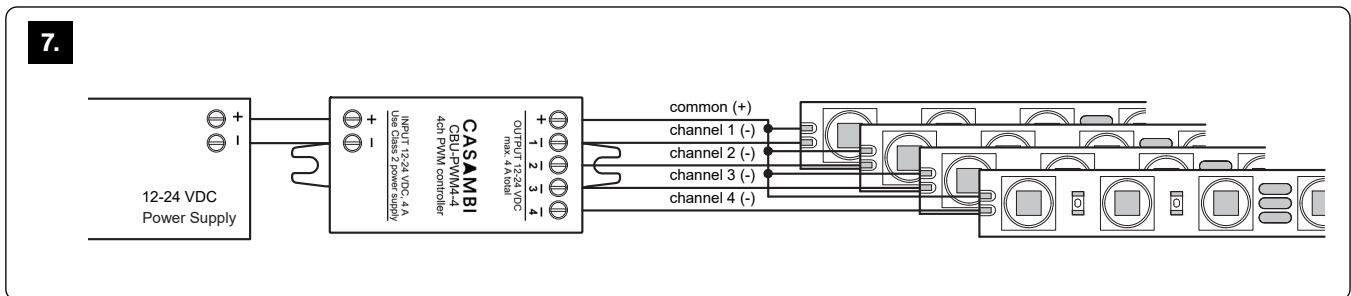 7.
12-24 VDC
Power Supply
+
-
+
-
INPUT 12-24 VDC, 4 A
Use Class 2 power supply
CASAMBI
CBU-PWM4-4
4ch PWM controller
OUTPUT 12-24 VDC
max. 4 A total
+
1 -
2 -
3 -
4 -
common (+)
channel 1 (-)
channel 2 (-)
channel 3 (-)
channel 4 (-)